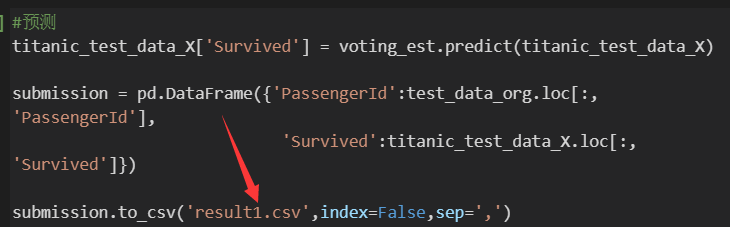 #预测
titanic_test_data_X['Survived'] = voting_est.predict(titanic_test_data_X)
submission = pd.DataFrame({'PassengerId':test_data_org.loc[:,
'PassengerId'],
'Survived':titanic_test_data_X.loc[:,
'Survived']})
submission.to_csv('result1.csv',index=False,sep=',')